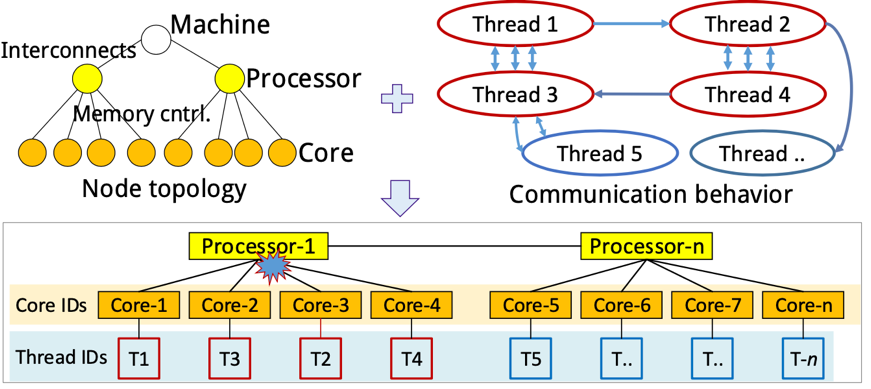 Machine
Interconnects
Processor
Memory cntrl.
Core
Node topology
Thread 1
Thread 2
Thread 3
Thread 4
Thread 5
Thread ..
Communication behavior
Processor-1
Processor-n
Core IDs
Core-1
Core-2
Core-3
Core-4
Core-5
Core-6
Core-7
Core-n
Thread IDs
T1
T3
T2
T4
T5
T..
T..
T-n